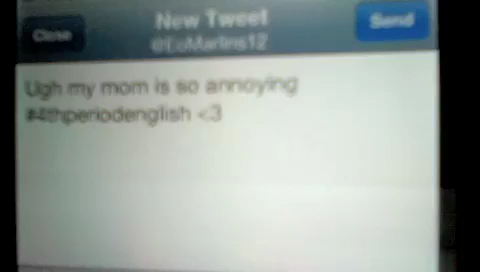 New Tweet
Close
Send
Ugh my mom is so annoying
#4thperiodenglish <3